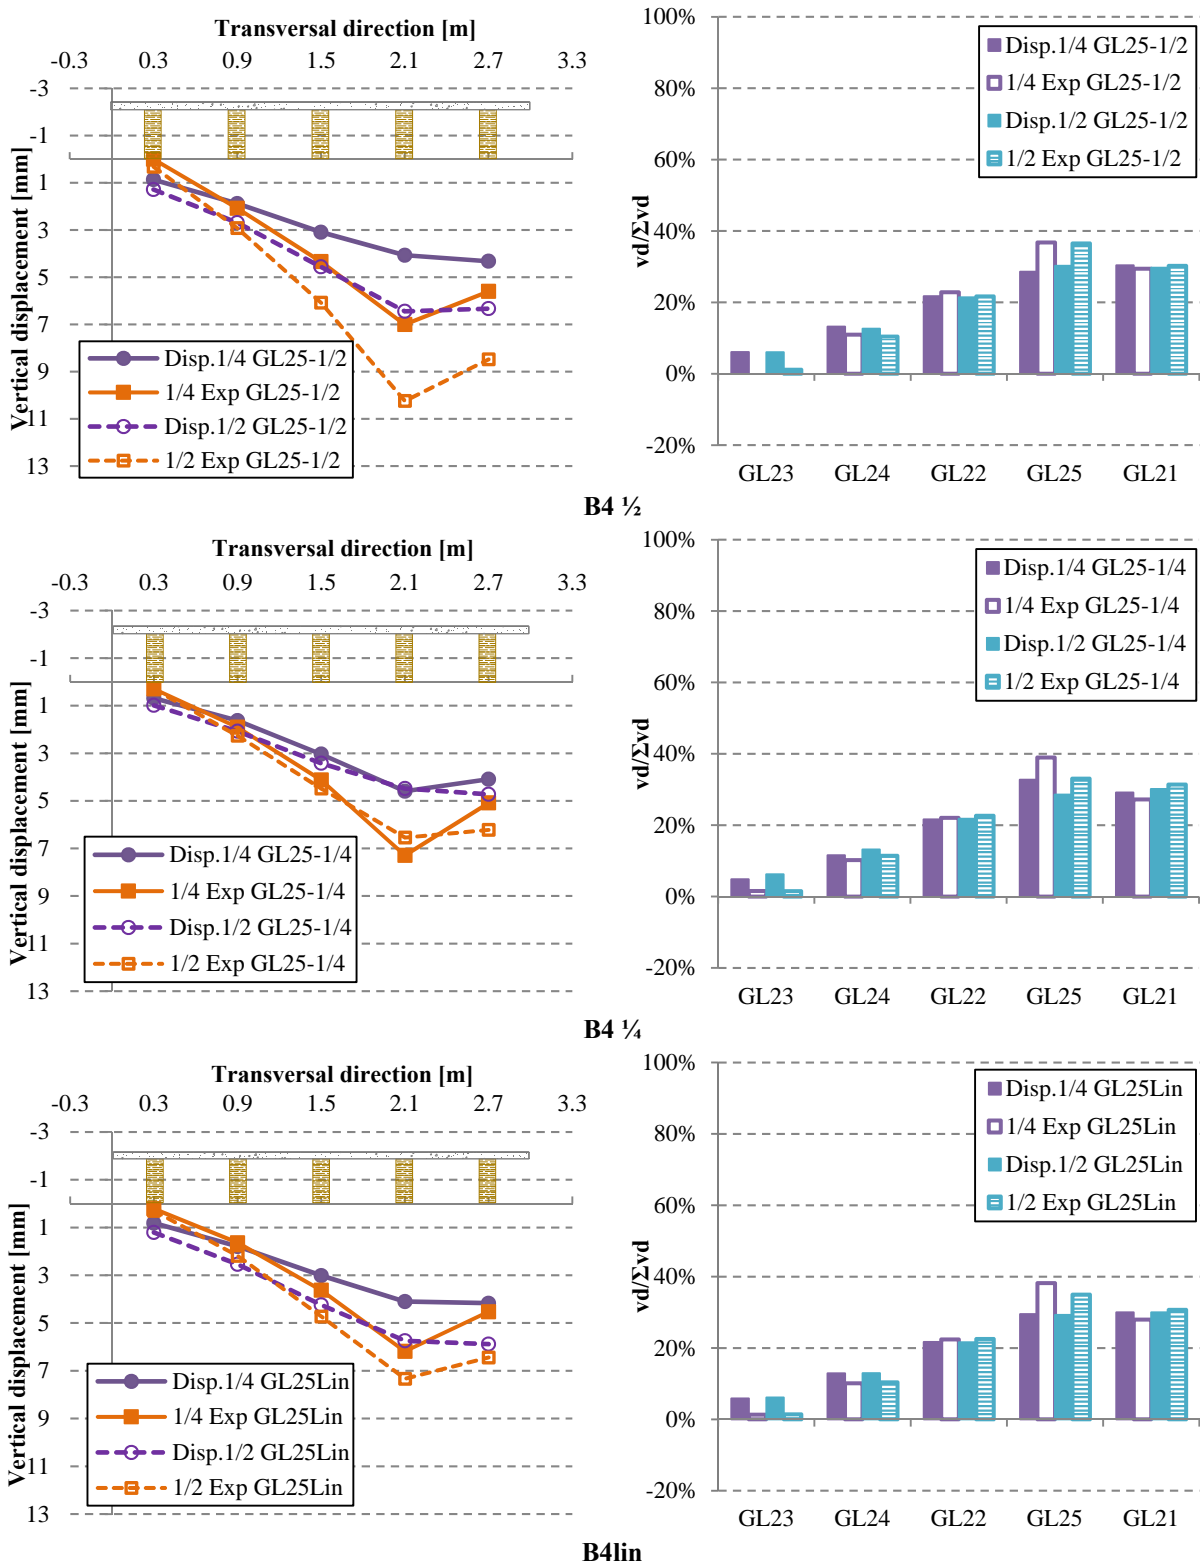 Transversal direction [m]
-0.3 0.3 0.9 1.5 2.1 2.7 3.3
-3
-1
1
3
5
7
9
11
13
Vertical displacement [mm]
Disp.1/4 GL25-1/2
1/4 Exp GL25-1/2
Disp.1/2 GL25-1/2
1/2 Exp GL25-1/2
100%
80%
60%
40%
20%
0%
-20%
vd/Σvd
Disp.1/4 GL25-1/2
1/4 Exp GL25-1/2
Disp.1/2 GL25-1/2
1/2 Exp GL25-1/2
GL23 GL24 GL22 GL25 GL21
B4 ½
Transversal direction [m]
-0.3 0.3 0.9 1.5 2.1 2.7 3.3
-3
-1
1
3
5
7
9
11
13
Vertical displacement [mm]
Disp.1/4 GL25-1/4
1/4 Exp GL25-1/4
Disp.1/2 GL25-1/4
1/2 Exp GL25-1/4
100%
80%
60%
40%
20%
0%
-20%
vd/Σvd
Disp.1/4 GL25-1/4
1/4 Exp GL25-1/4
Disp.1/2 GL25-1/4
1/2 Exp GL25-1/4
GL23 GL24 GL22 GL25 GL21
B4 ¼
Transversal direction [m]
-0.3 0.3 0.9 1.5 2.1 2.7 3.3
-3
-1
1
3
5
7
9
11
13
Vertical displacement [mm]
Disp.1/4 GL25Lin
1/4 Exp GL25Lin
Disp.1/2 GL25Lin
1/2 Exp GL25Lin
100%
80%
60%
40%
20%
0%
-20%
vd/Σvd
Disp.1/4 GL25Lin
1/4 Exp GL25Lin
Disp.1/2 GL25Lin
1/2 Exp GL25Lin
GL23 GL24 GL22 GL25 GL21
B4lin